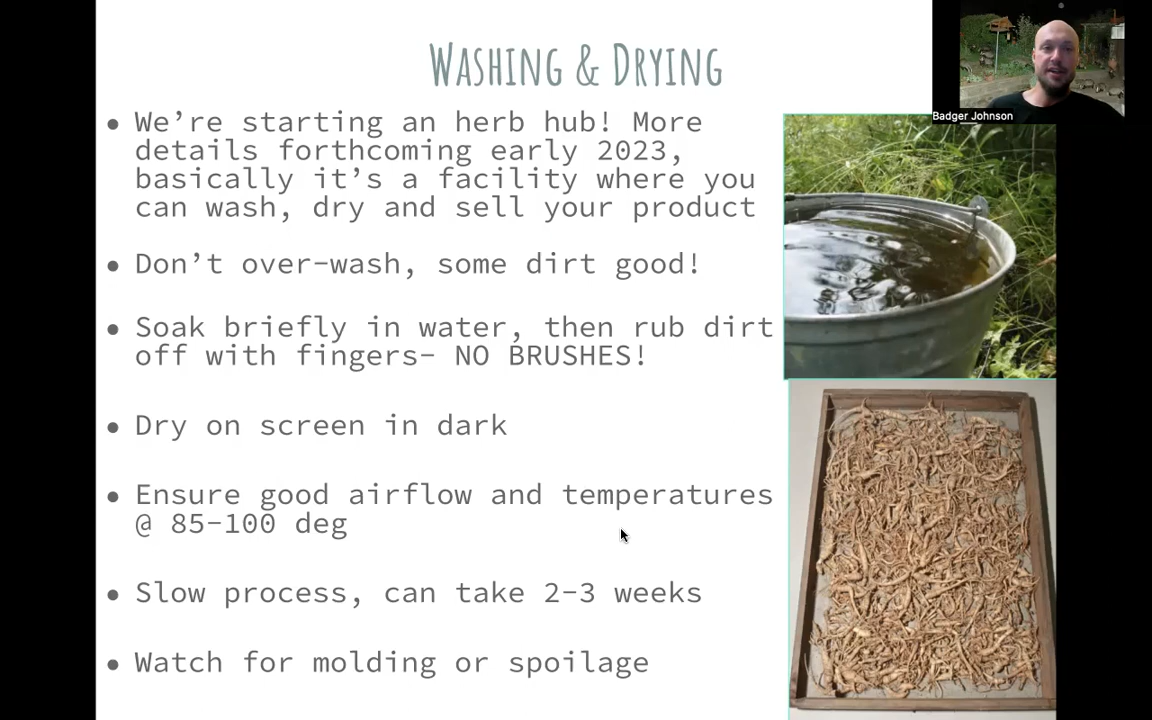 Washing & Drying
Badger Johnson
● We’re starting an herb hub! More
details forthcoming early 2023,
basically it’s a facility where you
can wash, dry and sell your product
● Don’t over-wash, some dirt good!
● Soak briefly in water, then rub dirt
off with fingers- NO BRUSHES!
● Dry on screen in dark
● Ensure good airflow and temperatures
@ 85-100 deg
● Slow process, can take 2-3 weeks
● Watch for molding or spoilage